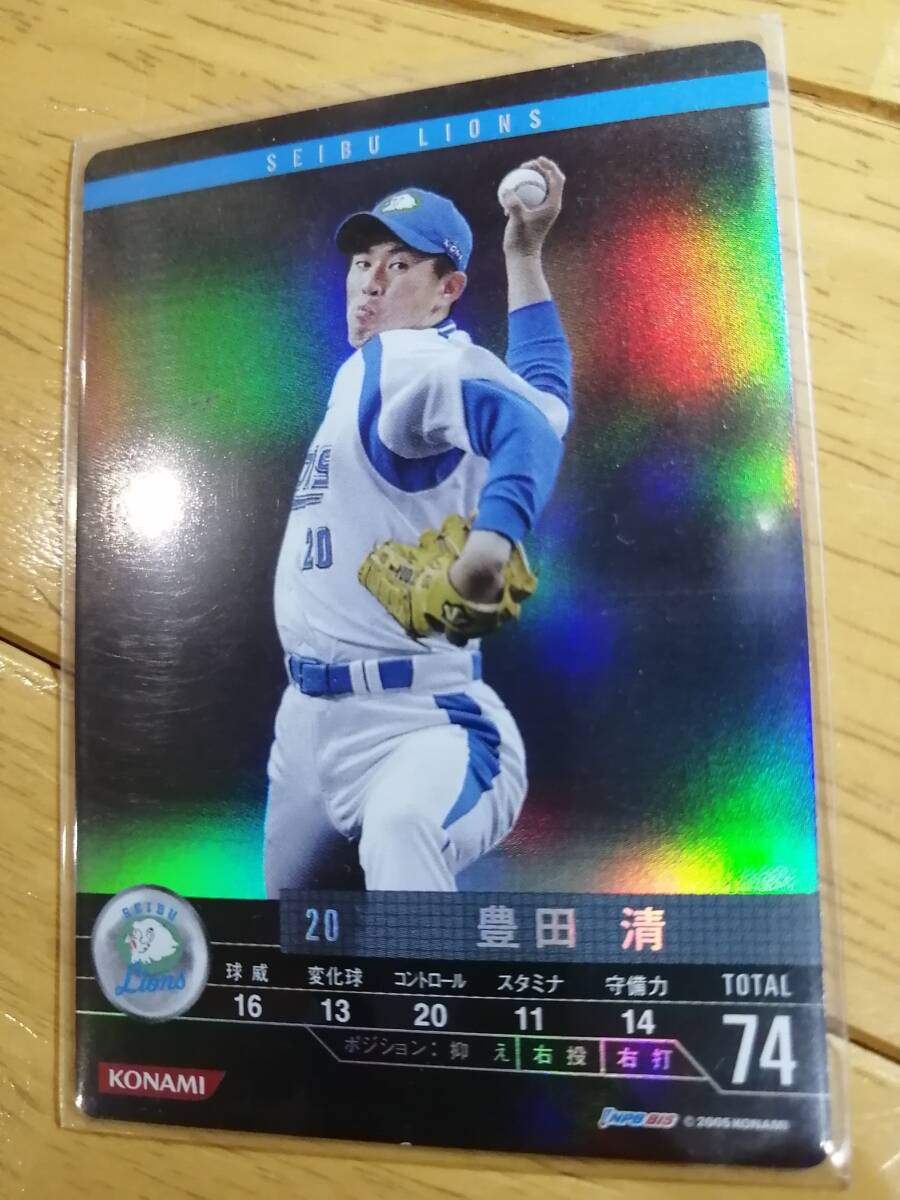 SEIBU LIONS
20
20 豊田 清
SEIBU
Lions
球威 変化球 コントロール スタミナ 守備力 TOTAL
16 13 20 11 14 74
ポジション：抑え 右投 右打
KONAMI
NPB BIS © 2005 KONAMI